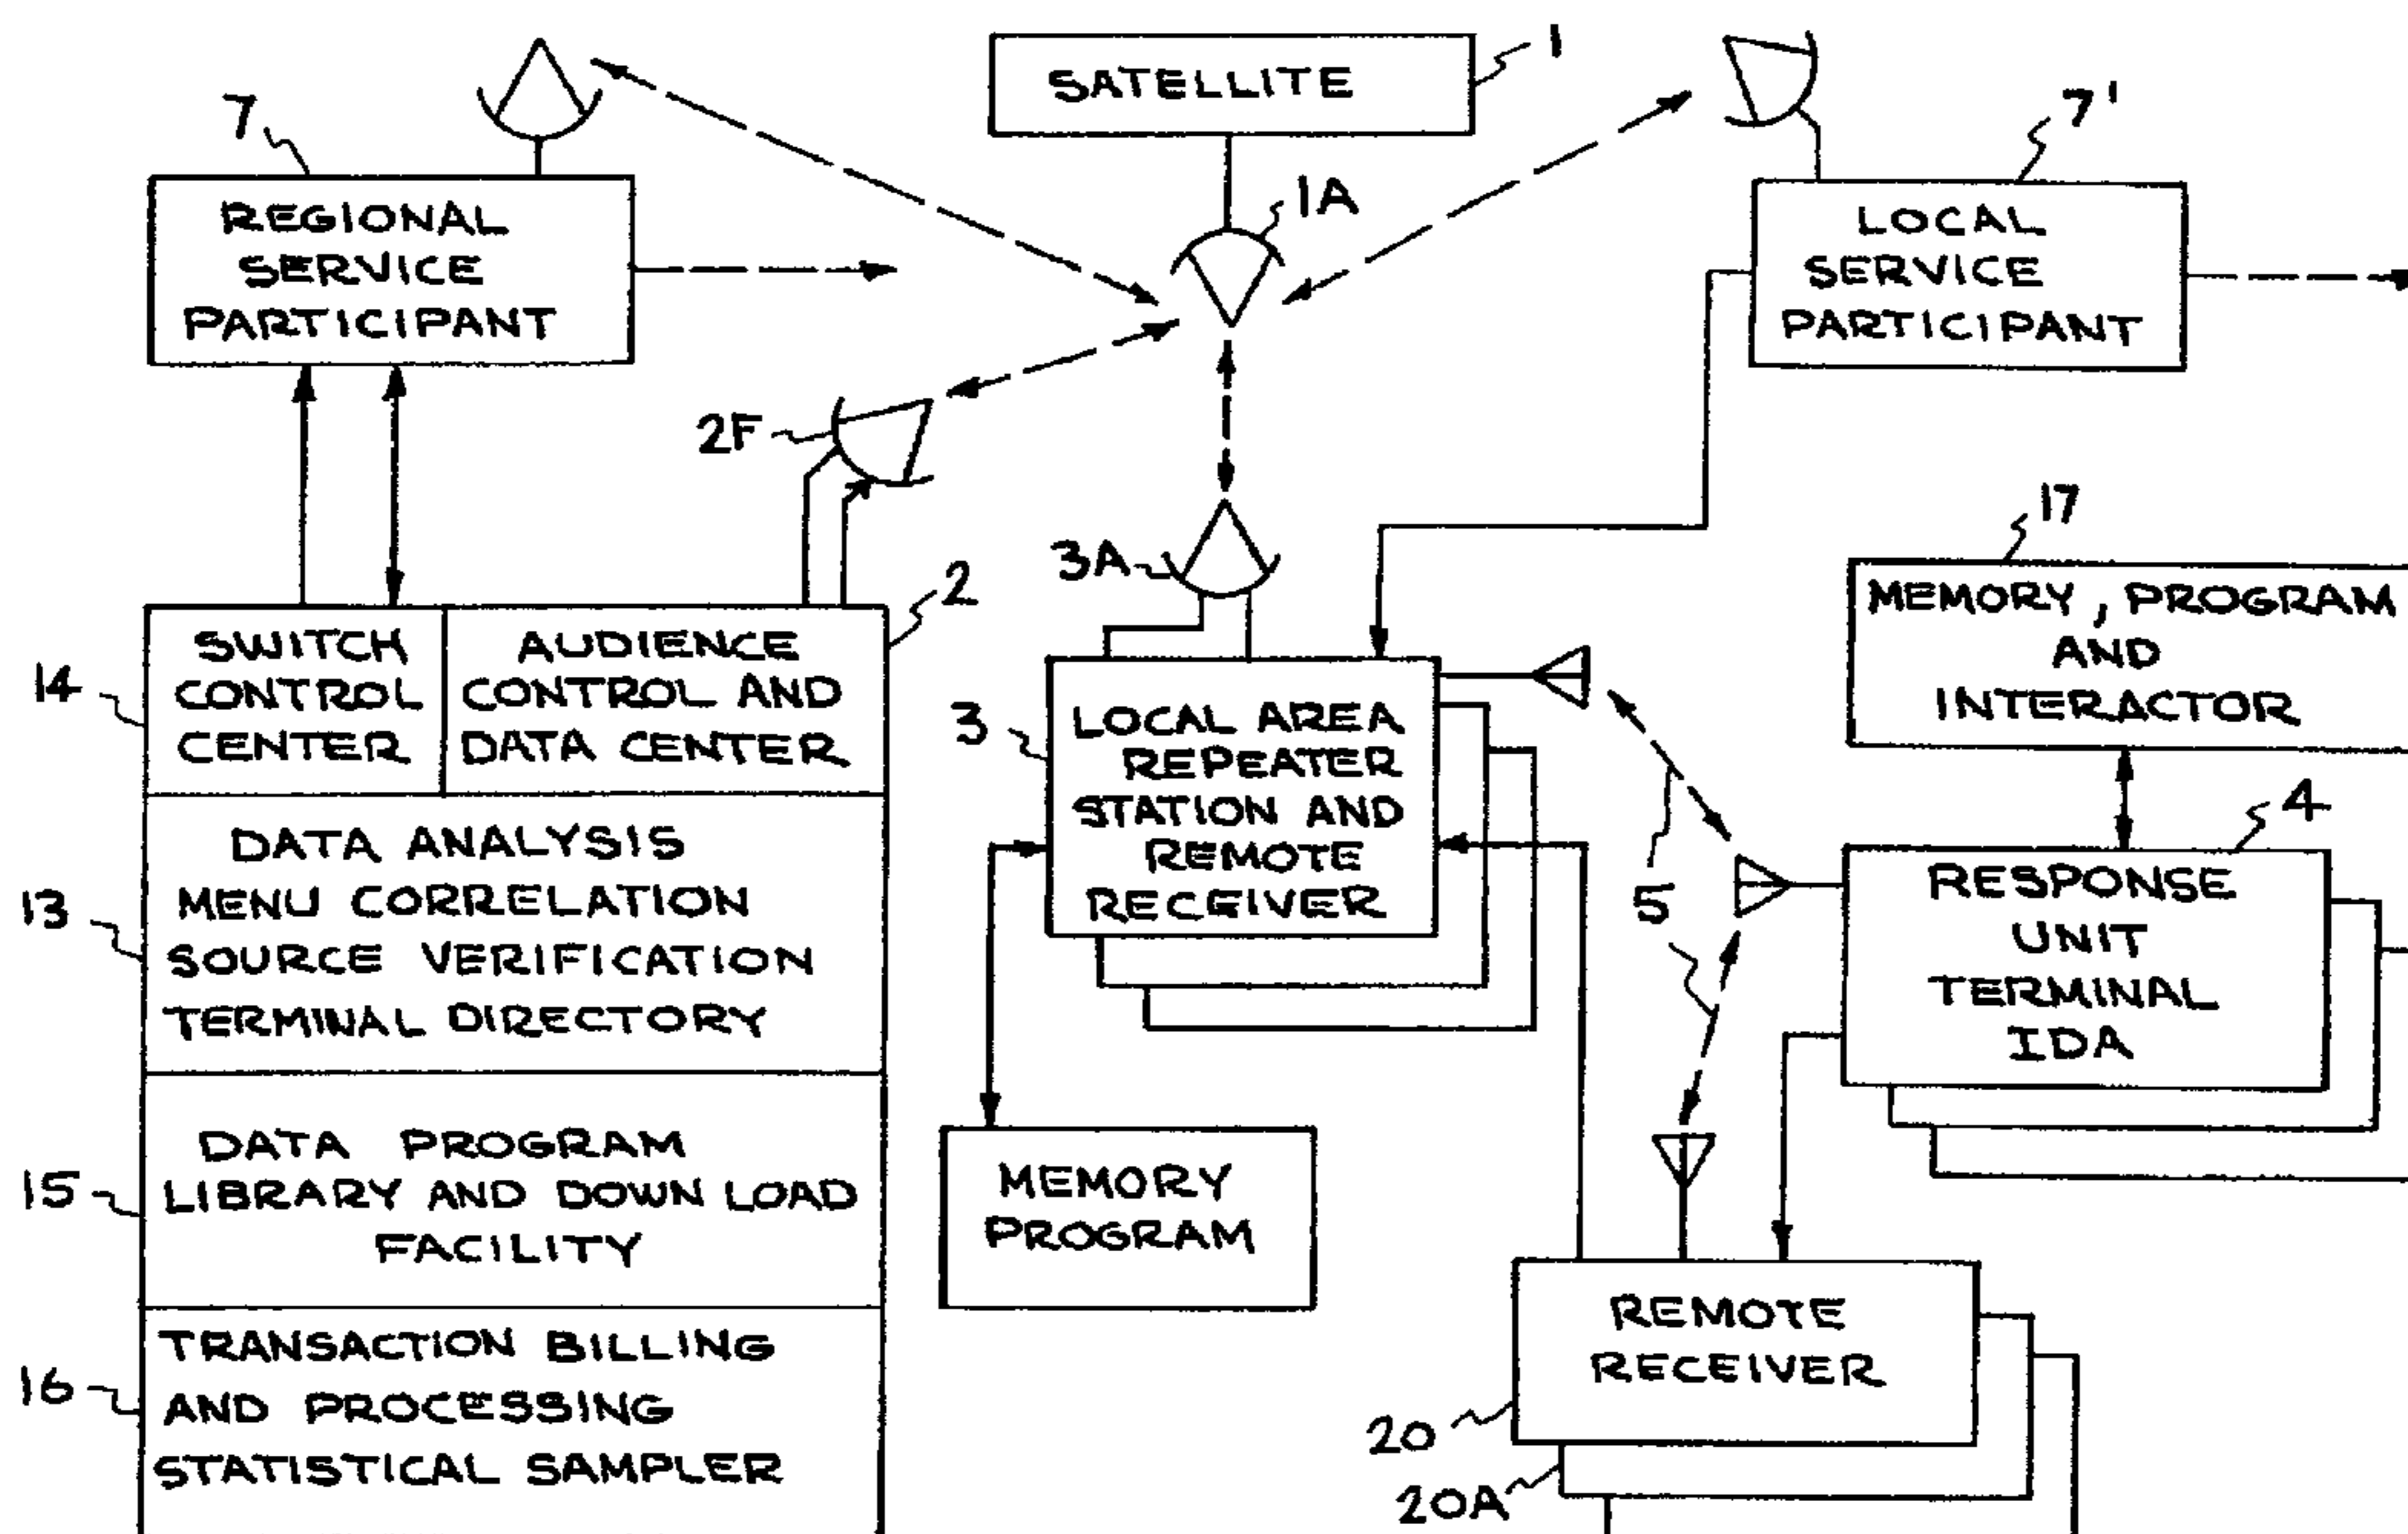 SATELLITE
1
7
7'
1A
REGIONAL
SERVICE
PARTICIPANT
LOCAL
SERVICE
PARTICIPANT
2F
3A
17
MEMORY, PROGRAM
AND
INTERACTOR
2
14
SWITCH
CONTROL
CENTER
AUDIENCE
CONTROL AND
DATA CENTER
3
LOCAL AREA
REPEATER
STATION AND
REMOTE
RECEIVER
4
5
RESPONSE
UNIT
TERMINAL
IDA
13
DATA ANALYSIS
MENU CORRELATION
SOURCE VERIFICATION
TERMINAL DIRECTORY
15
DATA PROGRAM
LIBRARY AND DOWN LOAD
FACILITY
MEMORY
PROGRAM
16
TRANSACTION BILLING
AND PROCESSING
STATISTICAL SAMPLER
REMOTE
RECEIVER
20
20A